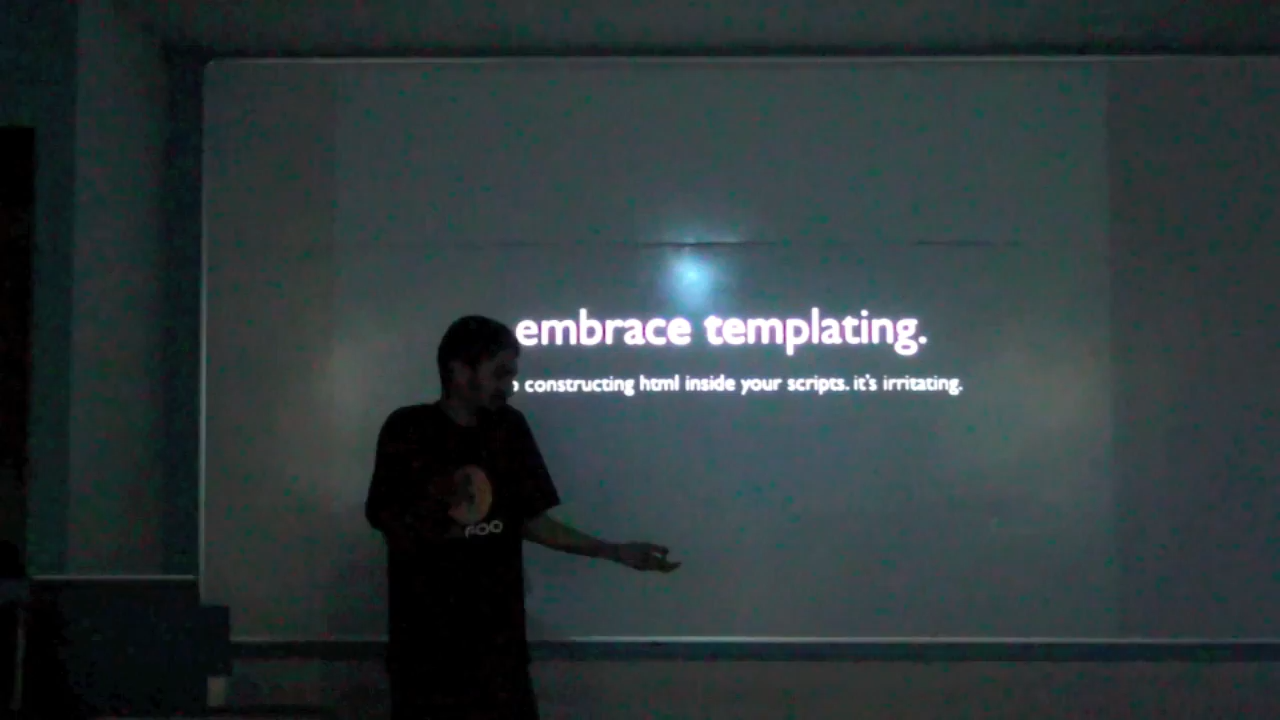 embrace templating.
constructing html inside your scripts. it's irritating.
FOO